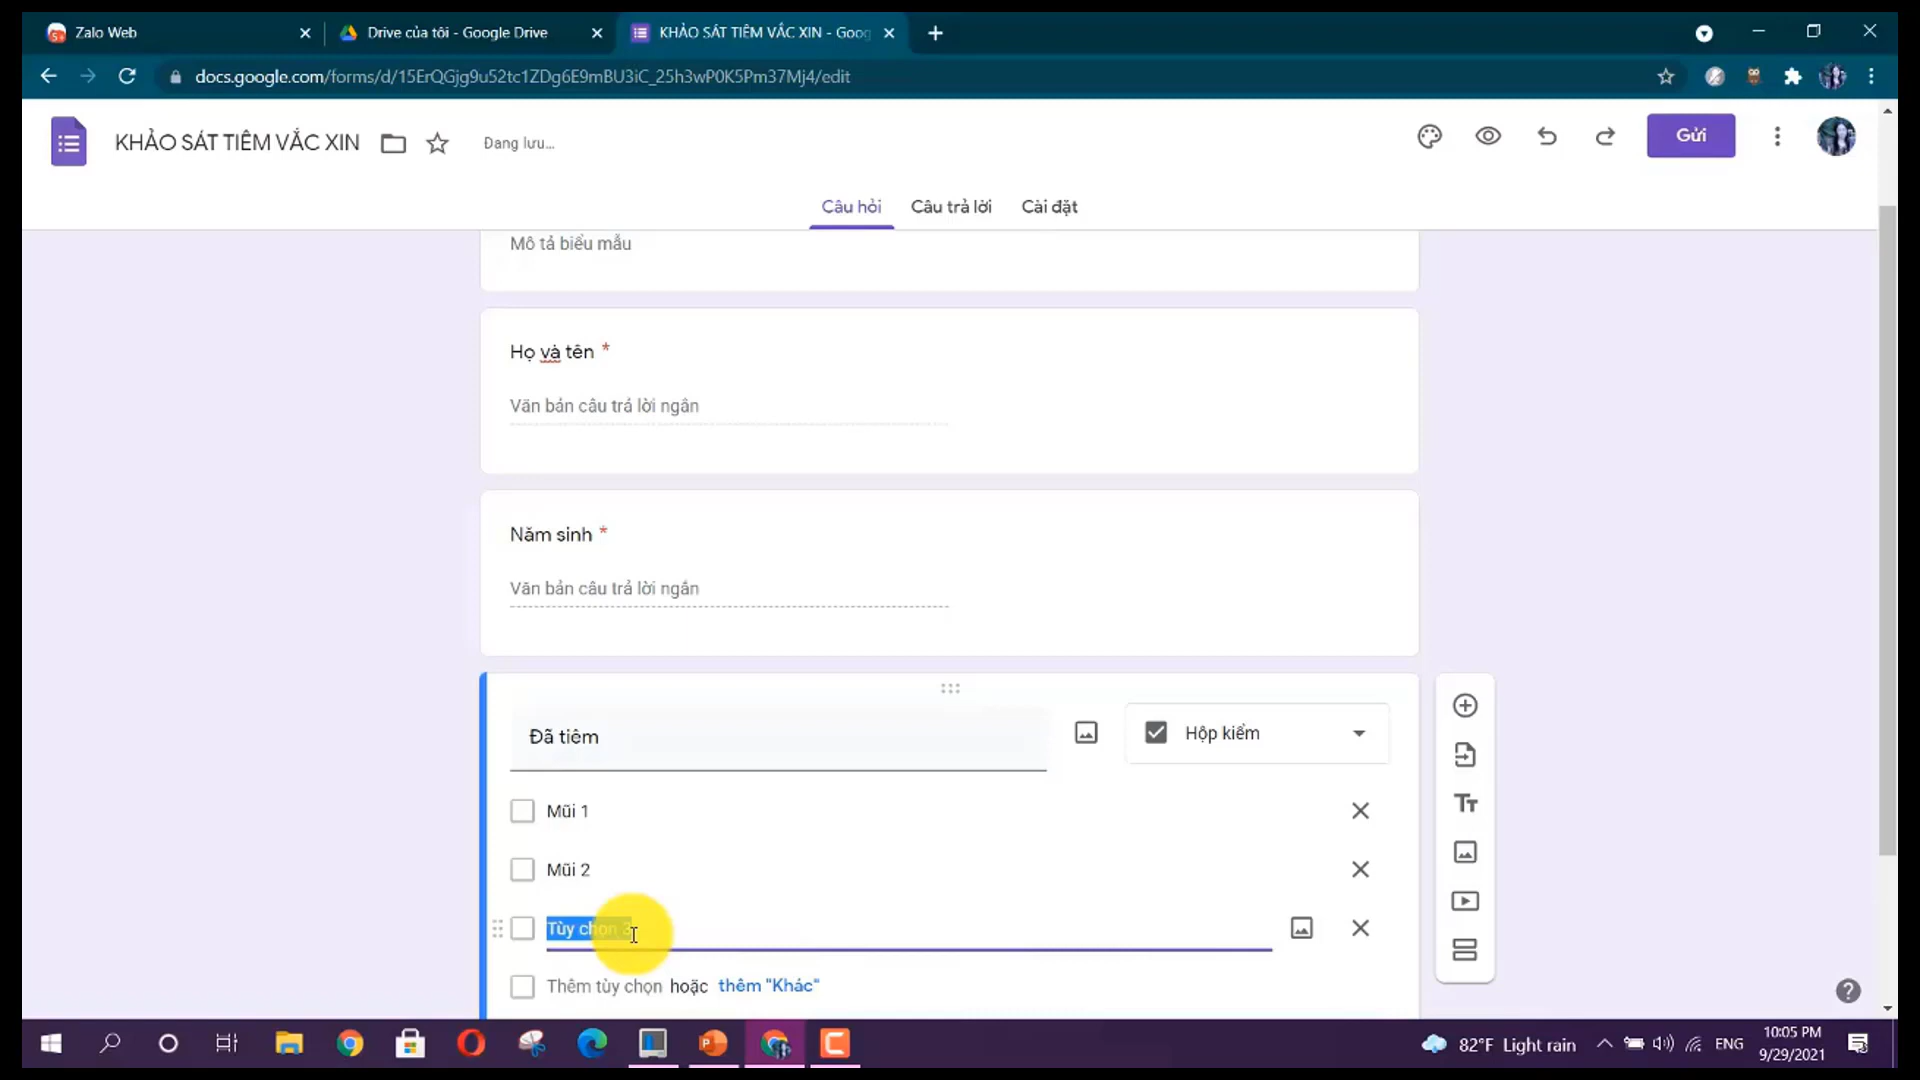 Zalo Web
Drive của tôi - Google Drive
KHẢO SÁT TIÊM VẮC XIN - Goog
docs.google.com/forms/d/15ErQGjg9u52tc1ZDg6E9mBU3iC_25h3wP0K5Pm37Mj4/edit
KHẢO SÁT TIÊM VẮC XIN
Đang lưu...
Gửi
Câu hỏi
Câu trả lời
Cài đặt
Mô tả biểu mẫu
Họ và tên *
Văn bản câu trả lời ngắn
Năm sinh *
Văn bản câu trả lời ngắn
Đã tiêm
Hộp kiểm
Mũi 1
Mũi 2
Tùy chọn 3
Thêm tùy chọn hoặc thêm "Khác"
82°F Light rain
ENG
10:05 PM
9/29/2021